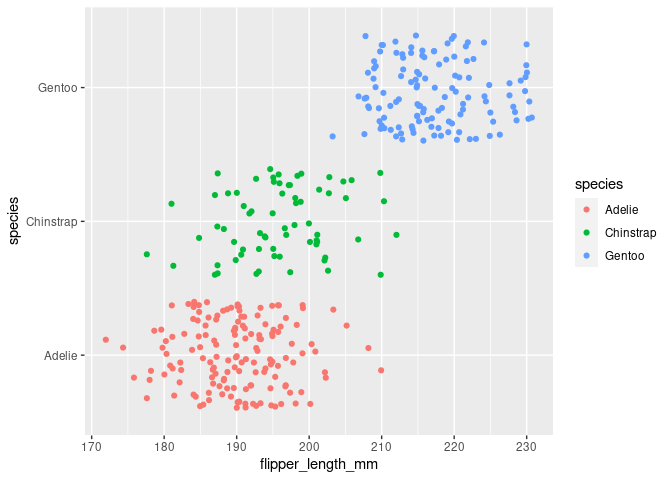 Gentoo
Chinstrap
Adelie
species
170 180 190 200 210 220 230
flipper_length_mm
species
Adelie
Chinstrap
Gentoo